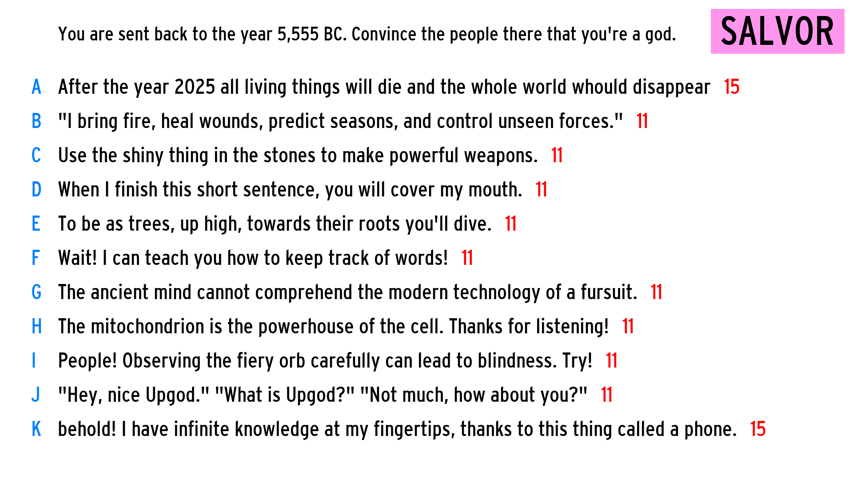 You are sent back to the year 5,555 BC. Convince the people there that you're a god.
SALVOR
A After the year 2025 all living things will die and the whole world whould disappear 15
B "I bring fire, heal wounds, predict seasons, and control unseen forces." 11
C Use the shiny thing in the stones to make powerful weapons. 11
D When I finish this short sentence, you will cover my mouth. 11
E To be as trees, up high, towards their roots you'll dive. 11
F Wait! I can teach you how to keep track of words! 11
G The ancient mind cannot comprehend the modern technology of a fursuit. 11
H The mitochondrion is the powerhouse of the cell. Thanks for listening! 11
I People! Observing the fiery orb carefully can lead to blindness. Try! 11
J "Hey, nice Upgod." "What is Upgod?" "Not much, how about you?" 11
K behold! I have infinite knowledge at my fingertips, thanks to this thing called a phone. 15